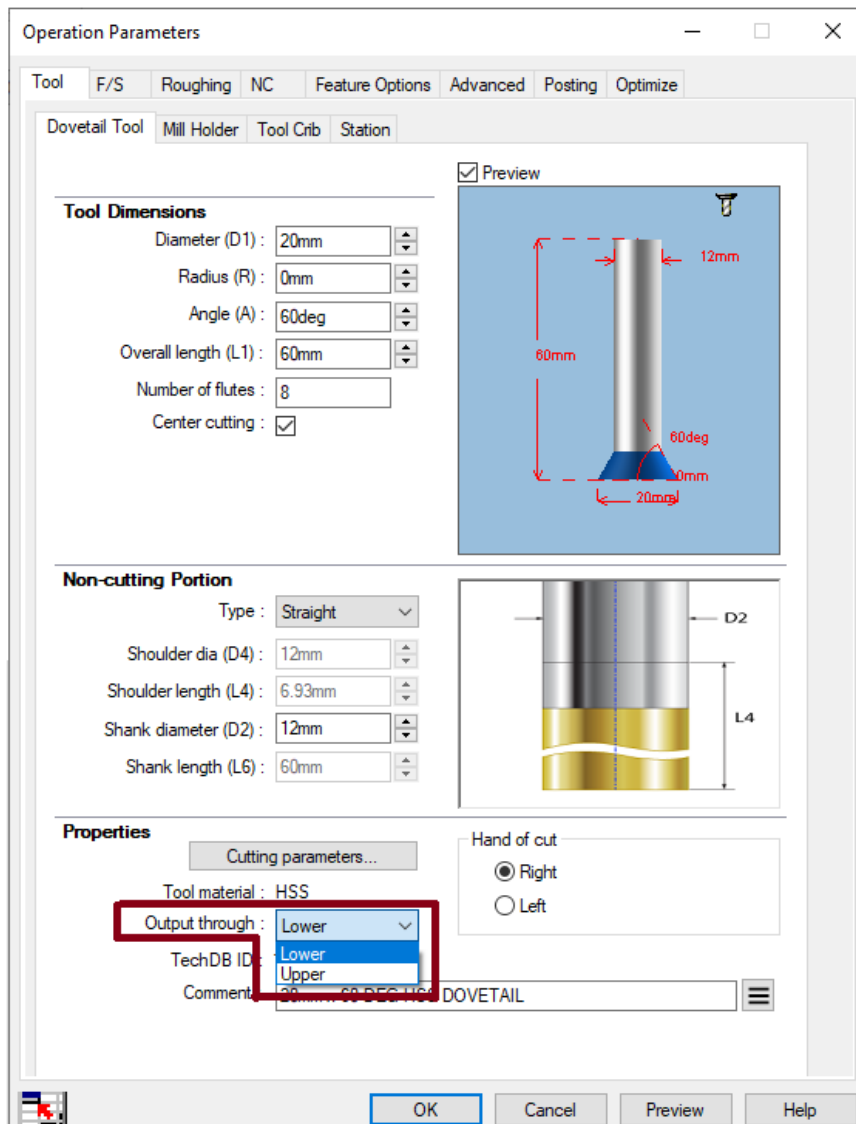 Operation Parameters
Tool F/S Roughing NC Feature Options Advanced Posting Optimize
Dovetail Tool Mill Holder Tool Crib Station
Preview
Tool Dimensions
Diameter (D1) : 20mm
Radius (R) : 0mm
Angle (A) : 60deg
Overall length (L1) : 60mm
Number of flutes : 8
Center cutting :
12mm
60mm
60deg
0mm
20mm
Non-cutting Portion
Type : Straight
Shoulder dia (D4) : 12mm
Shoulder length (L4) : 6.93mm
Shank diameter (D2) : 12mm
Shank length (L6) : 60mm
D2
L4
Properties
Cutting parameters...
Tool material : HSS
Output through : Lower
Lower
Upper
TechDB ID :
Comment
DOVETAIL
Hand of cut
Right
Left
OK Cancel Preview Help